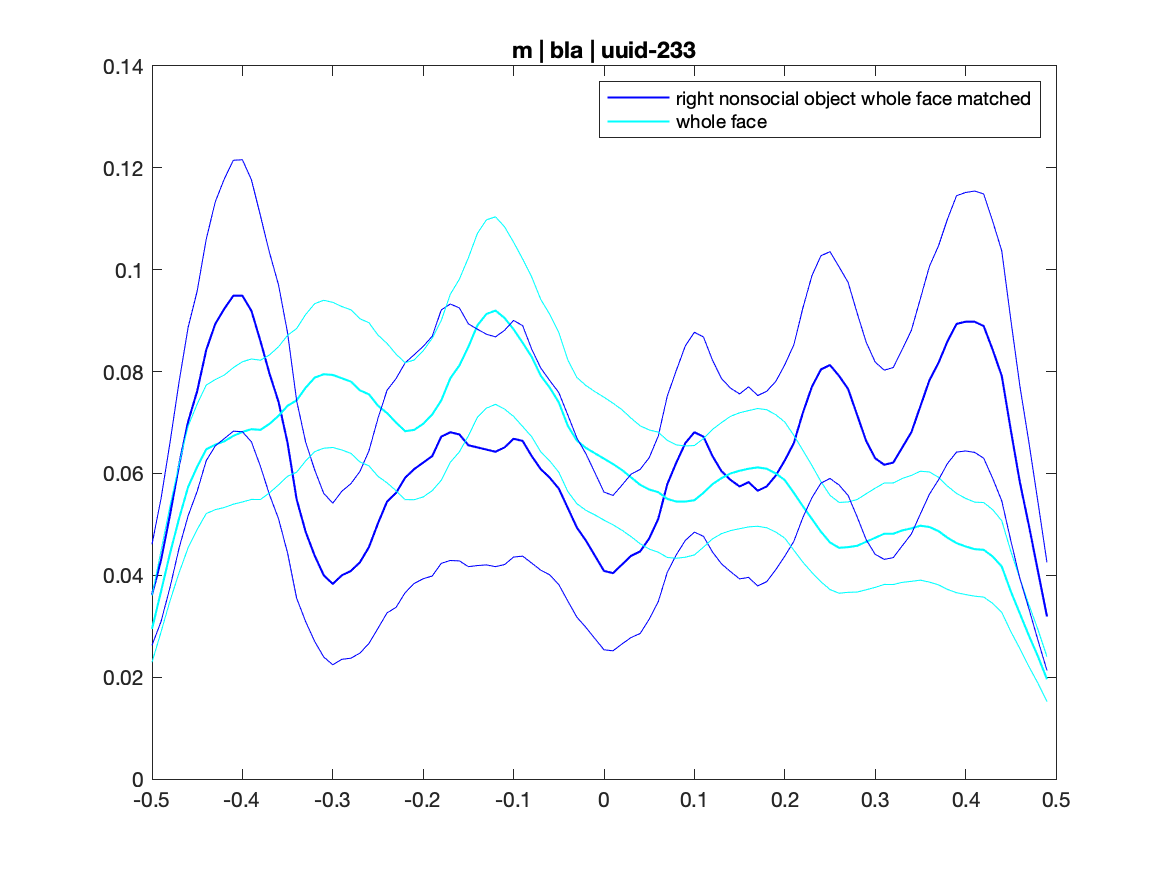 m | bla | uuid-233
0.14
right nonsocial object whole face matched
whole face
0.12
0.1
0.08
0.06
0.04
0.02
0
-0.5 -0.4 -0.3 -0.2 -0.1 0 0.1 0.2 0.3 0.4 0.5